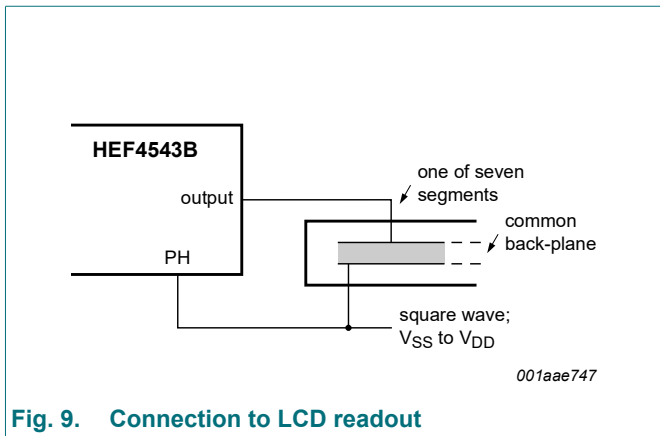 HEF4543B
output
PH
one of seven
segments
common
back-plane
square wave;
VSS to VDD
001aae747
Fig. 9. Connection to LCD readout